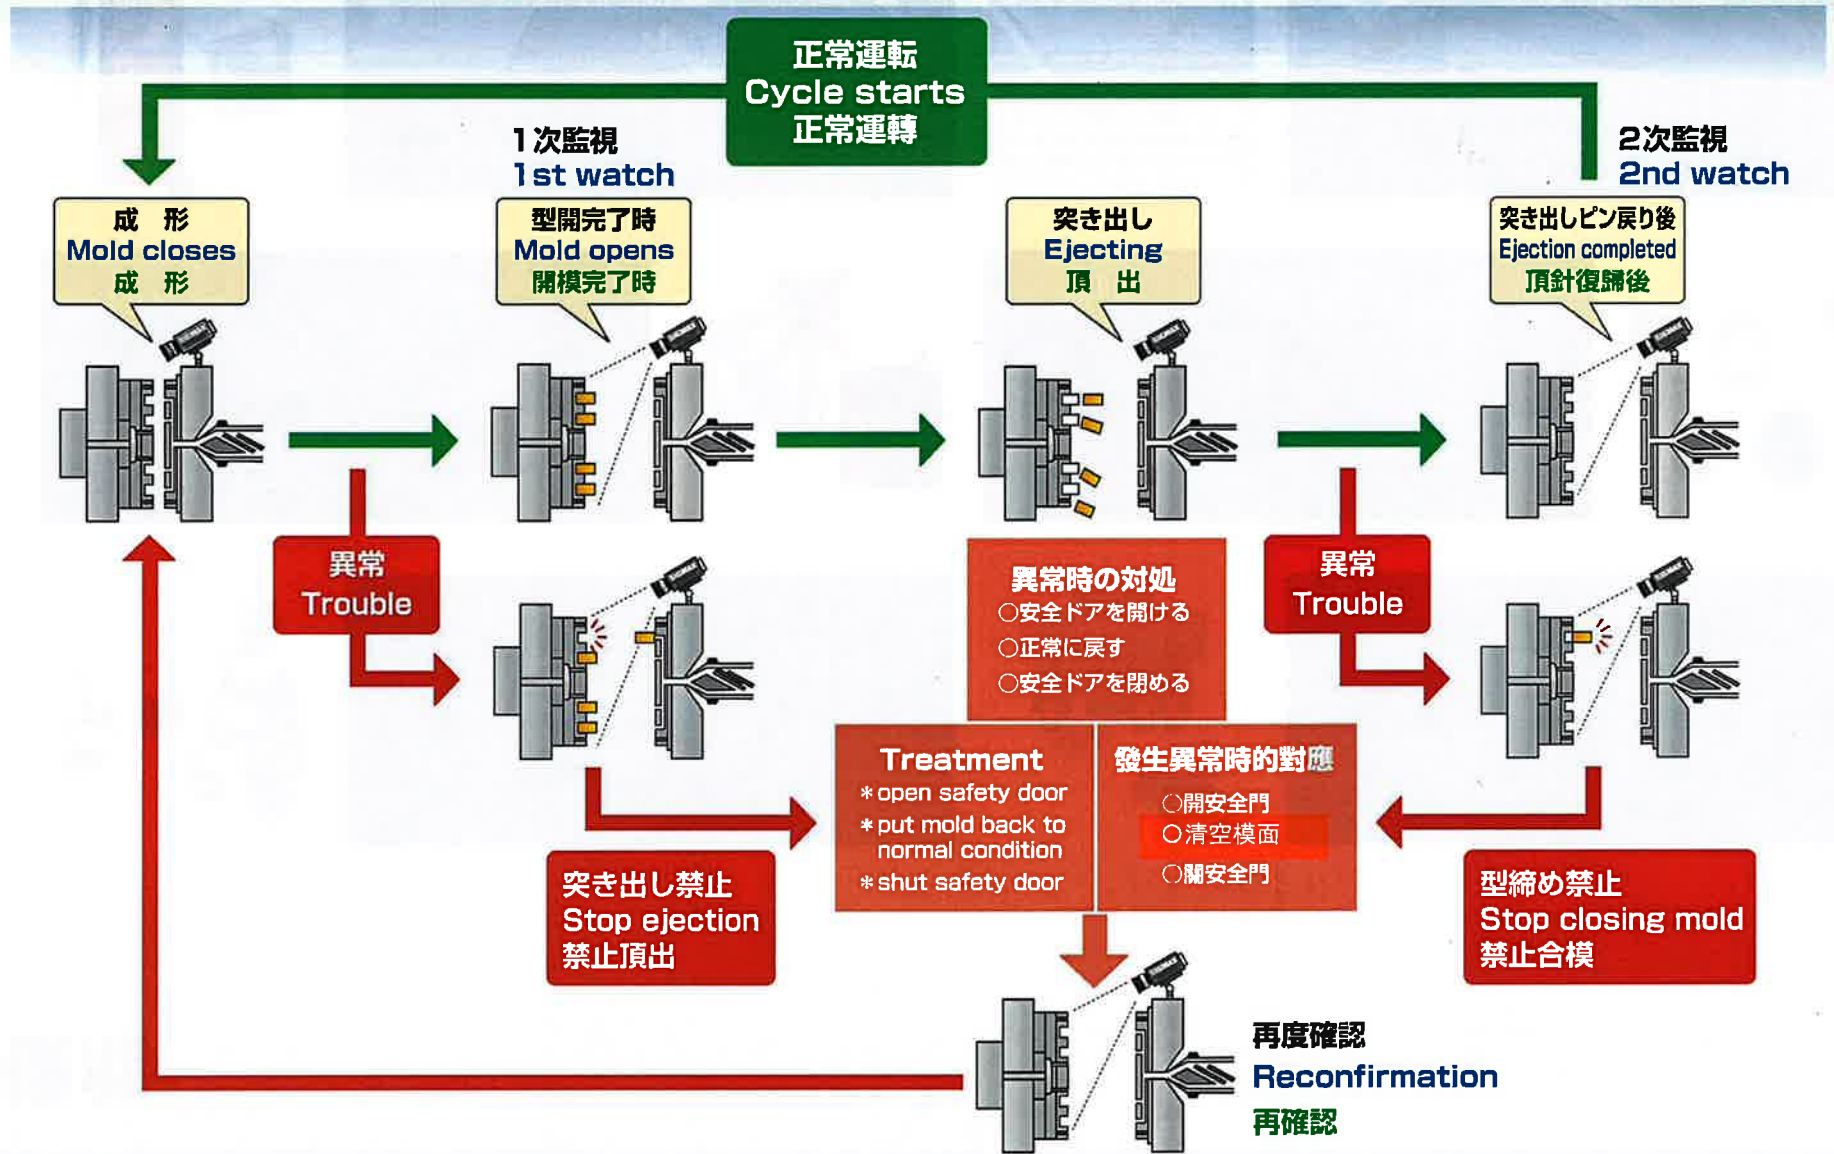 正常運転
Cycle starts
正常運轉
1次監視
1st watch
2次監視
2nd watch
成 形
Mold closes
成 形
型開完了時
Mold opens
開模完了時
突き出し
Ejecting
頂 出
突き出しピン戻り後
Ejection completed
頂針復歸後
異常
Trouble
異常時の対処
○安全ドアを開ける
○正常に戻す
○安全ドアを閉める
異常
Trouble
Treatment
*open safety door
*put mold back to
normal condition
*shut safety door
發生異常時的對應
○開安全門
○清空模面
○關安全門
突き出し禁止
Stop ejection
禁止頂出
型締め禁止
Stop closing mold
禁止合模
再度確認
Reconfirmation
再確認